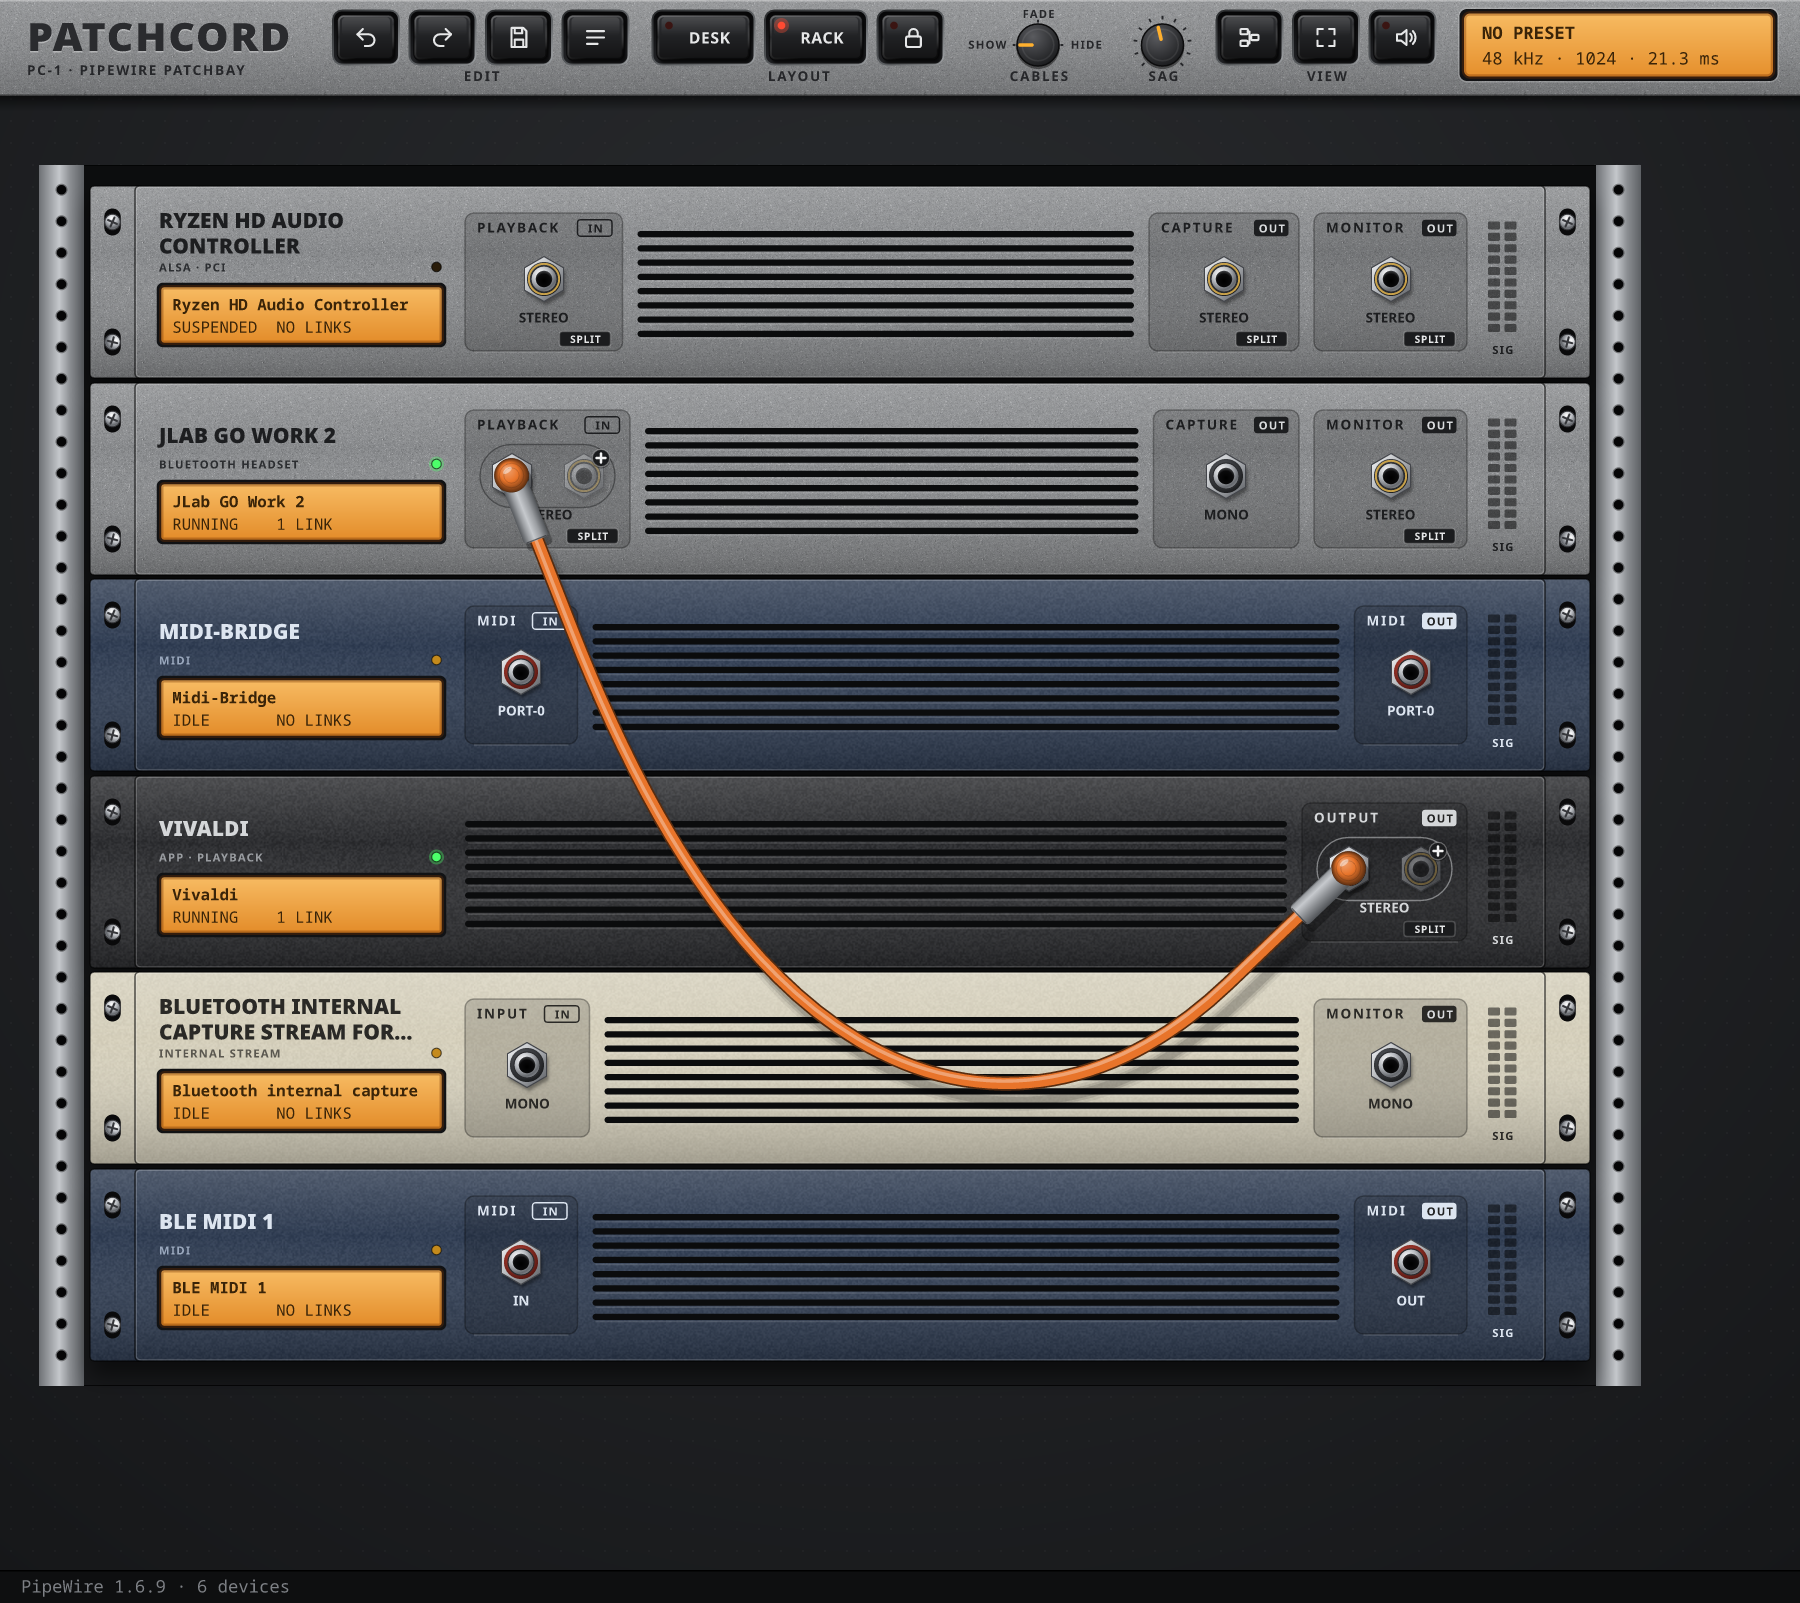 PATCHCORD
PC-1 · PIPEWIRE PATCHBAY
EDIT
DESK
RACK
LAYOUT
FADE
SHOW
HIDE
CABLES
SAG
VIEW
NO PRESET
48 kHz · 1024 · 21.3 ms
RYZEN HD AUDIO
CONTROLLER
ALSA · PCI
Ryzen HD Audio Controller
SUSPENDED NO LINKS
PLAYBACK IN
STEREO
SPLIT
CAPTURE OUT
STEREO
SPLIT
MONITOR OUT
STEREO
SPLIT
SIG
JLAB GO WORK 2
BLUETOOTH HEADSET
JLab GO Work 2
RUNNING 1 LINK
PLAYBACK IN
EREO
SPLIT
CAPTURE OUT
MONO
MONITOR OUT
STEREO
SPLIT
SIG
MIDI-BRIDGE
MIDI
Midi-Bridge
IDLE NO LINKS
MIDI IN
PORT-0
MIDI OUT
PORT-0
SIG
VIVALDI
APP · PLAYBACK
Vivaldi
RUNNING 1 LINK
OUTPUT OUT
STEREO
SPLIT
SIG
BLUETOOTH INTERNAL
CAPTURE STREAM FOR...
INTERNAL STREAM
Bluetooth internal capture
IDLE NO LINKS
INPUT IN
MONO
MONITOR OUT
MONO
SIG
BLE MIDI 1
MIDI
BLE MIDI 1
IDLE NO LINKS
MIDI IN
IN
MIDI OUT
OUT
SIG
PipeWire 1.6.9 · 6 devices